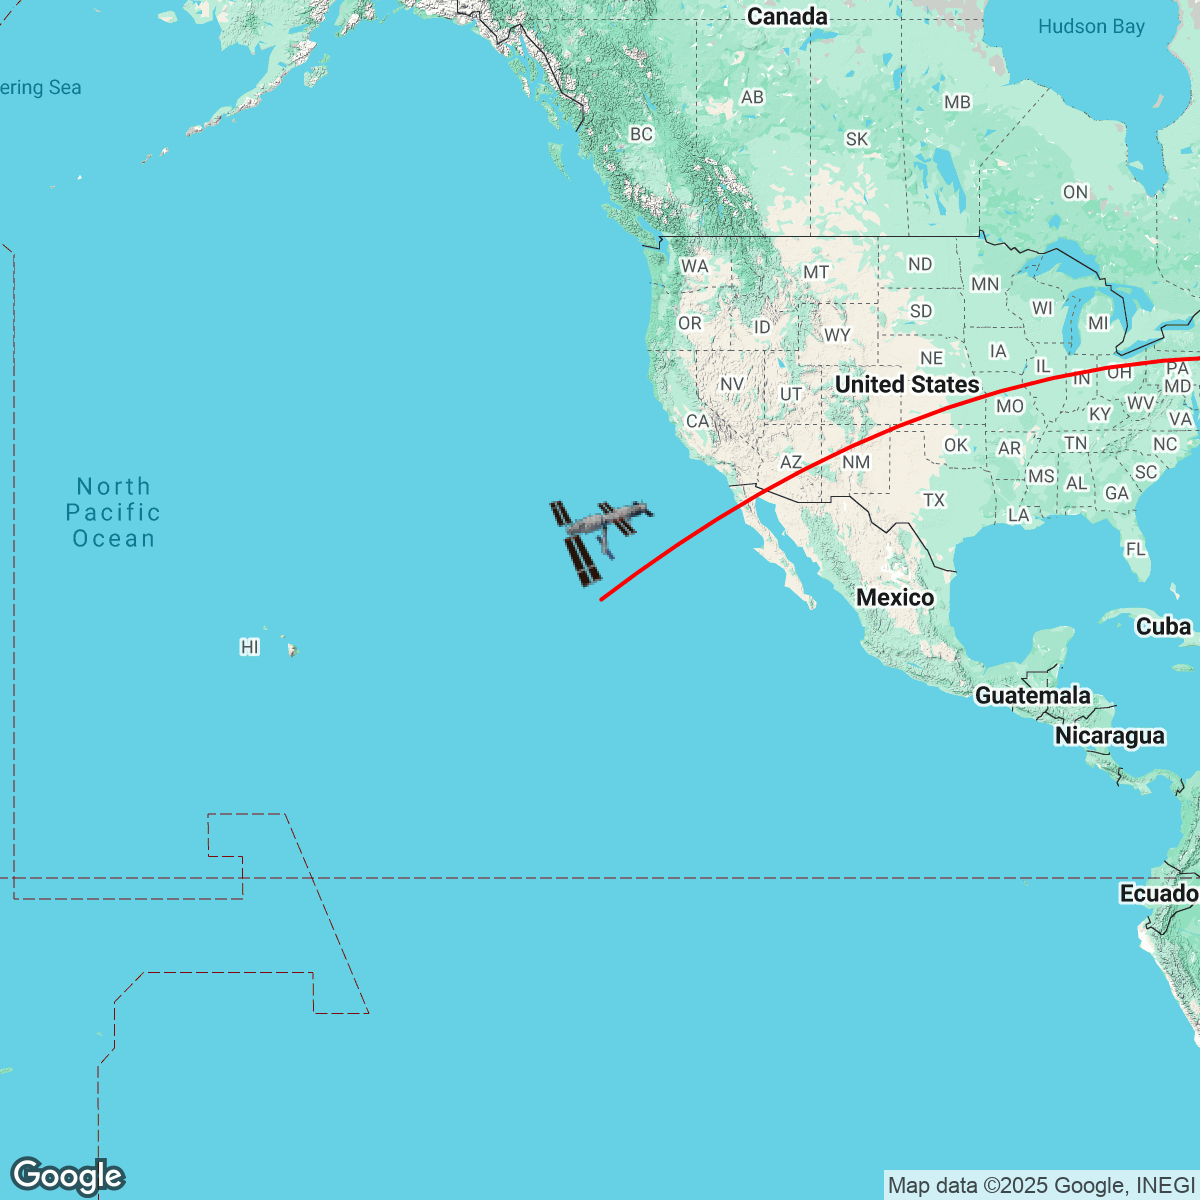 Canada
Hudson Bay
ering Sea
AB
MB
BC
SK
ON
WA
MT
ND
MN
OR
ID
WY
SD
WI
MI
NE
IA
IL
IN
OH
PA
NV
UT
United States
MD
MO
KY
WV
VA
CA
AZ
NM
OK
AR
TN
NC
MS
AL
SC
GA
TX
LA
FL
North
Pacific
Ocean
Mexico
Cuba
HI
Guatemala
Nicaragua
Ecuado
Google
Map data ©2025 Google, INEGI